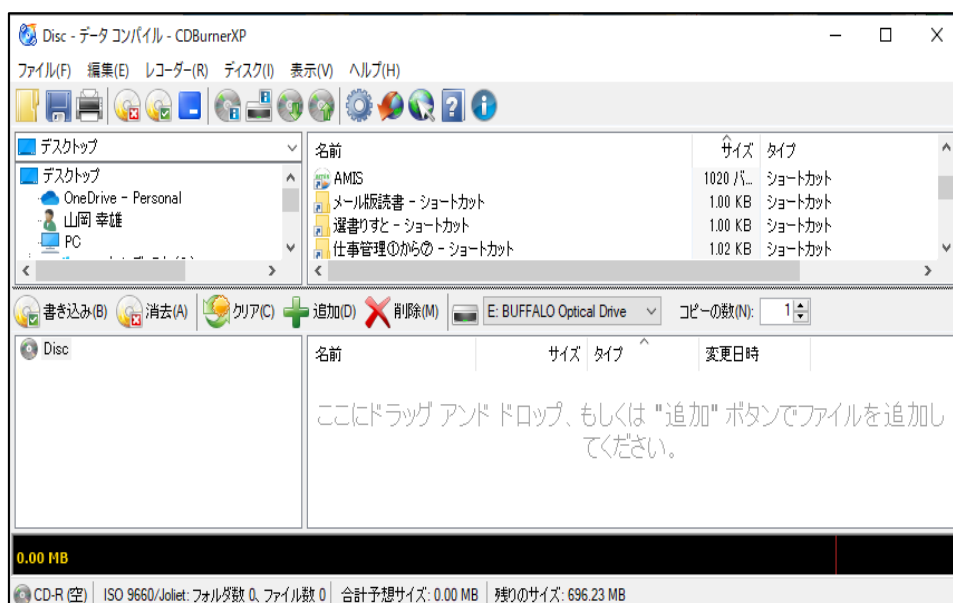 Disc - データ コンパイル - CDBurnerXP
ファイル(F) 編集(E) レコーダー(R) ディスク(I) 表示(V) ヘルプ(H)
デスクトップ
名前 サイズ タイプ
デスクトップ
OneDrive - Personal
山岡 幸雄
PC
AMIS 1020 バ... ショートカット
メール版読書 - ショートカット 1.00 KB ショートカット
選書りすと - ショートカット 1.00 KB ショートカット
仕事管理①から⑦ - ショートカット 1.02 KB ショートカット
書き込み(B) 消去(A) クリア(C) 追加(D) 削除(M) E: BUFFALO Optical Drive コピーの数(N): 1
Disc
名前 サイズ タイプ 変更日時
ここにドラッグ アンド ドロップ、もしくは "追加" ボタンでファイルを追加し
てください。
0.00 MB
CD-R (空) ISO 9660/Joliet: フォルダ数 0、ファイル数 0 合計予想サイズ: 0.00 MB 残りのサイズ: 696.23 MB